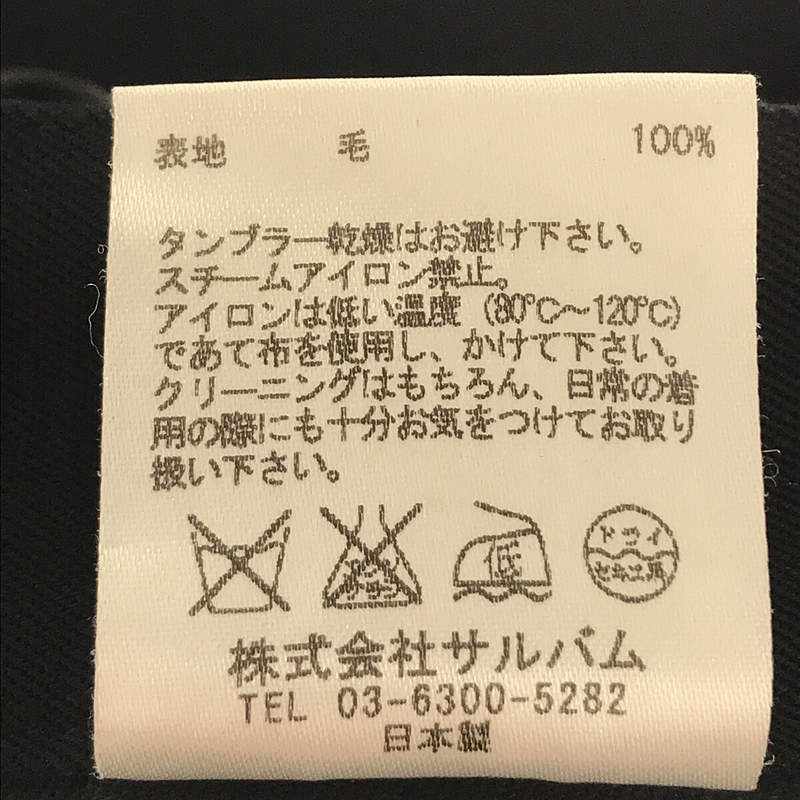 表地 毛 100%
タンブラー乾燥はお避け下さい。
スチームアイロン禁止。
アイロンは低い温度 (80°C〜120°C)
であて布を使用し、かけて下さい。
クリーニングはもちろん、日常の着
用の際にも十分お気をつけてお取り
扱い下さい。
低 ドライ
セキユ系
株式会社サルバム
TEL 03-6300-5282
日本製